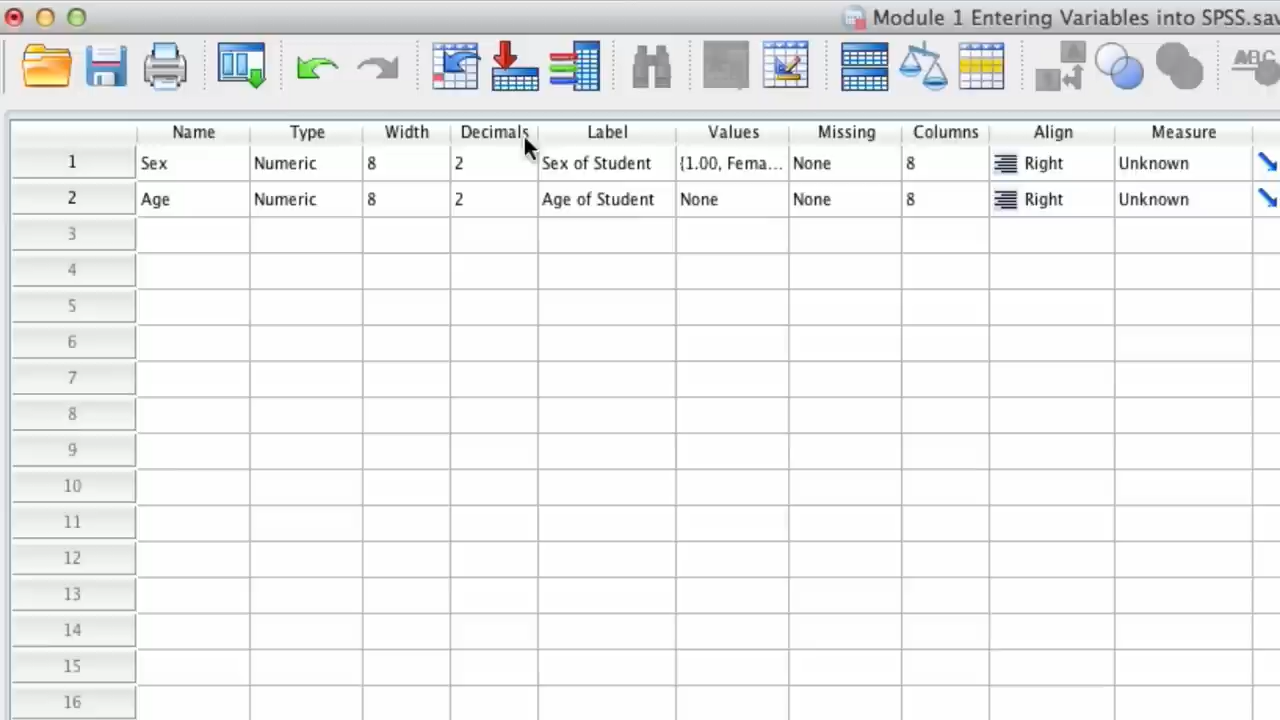 Module 1 Entering Variables into SPSS.sav
ABC
Name Type Width Decimals Label Values Missing Columns Align Measure
1 Sex Numeric 8 2 Sex of Student {1.00, Fema... None 8 Right Unknown
2 Age Numeric 8 2 Age of Student None None 8 Right Unknown
3
4
5
6
7
8
9
10
11
12
13
14
15
16